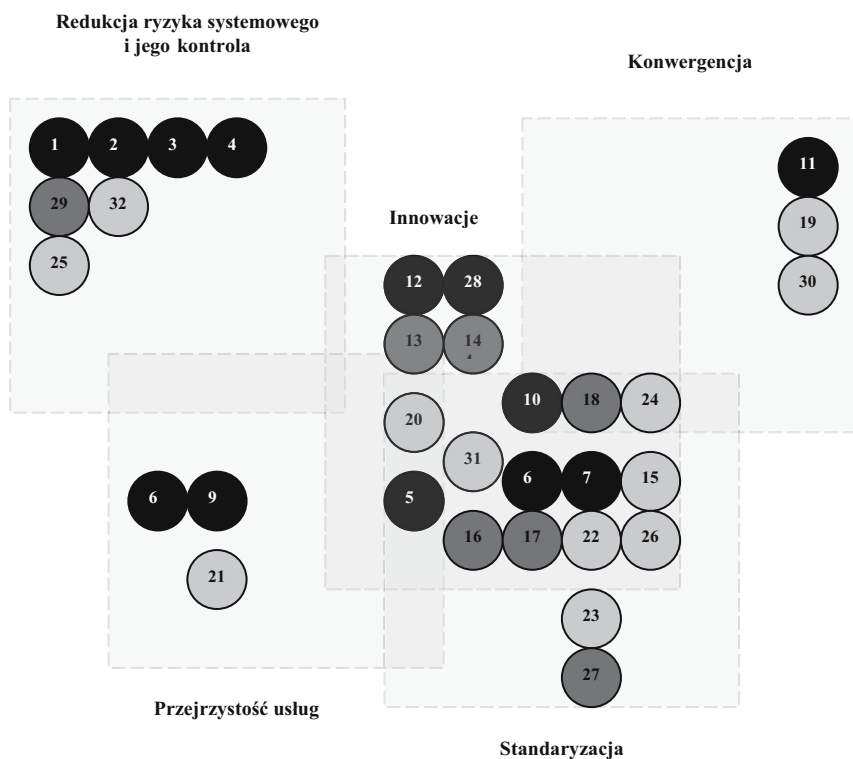 Redukcja ryzyka systemowego
i jego kontrola
Konwergencja
1 2 3 4
11
29 32
19
Innowacje
25
30
12 28
13 14
10 18 24
20
31
6 7 15
6 9
5
16 17 22 26
21
23
27
Przejrzystość usług
Standaryzacja